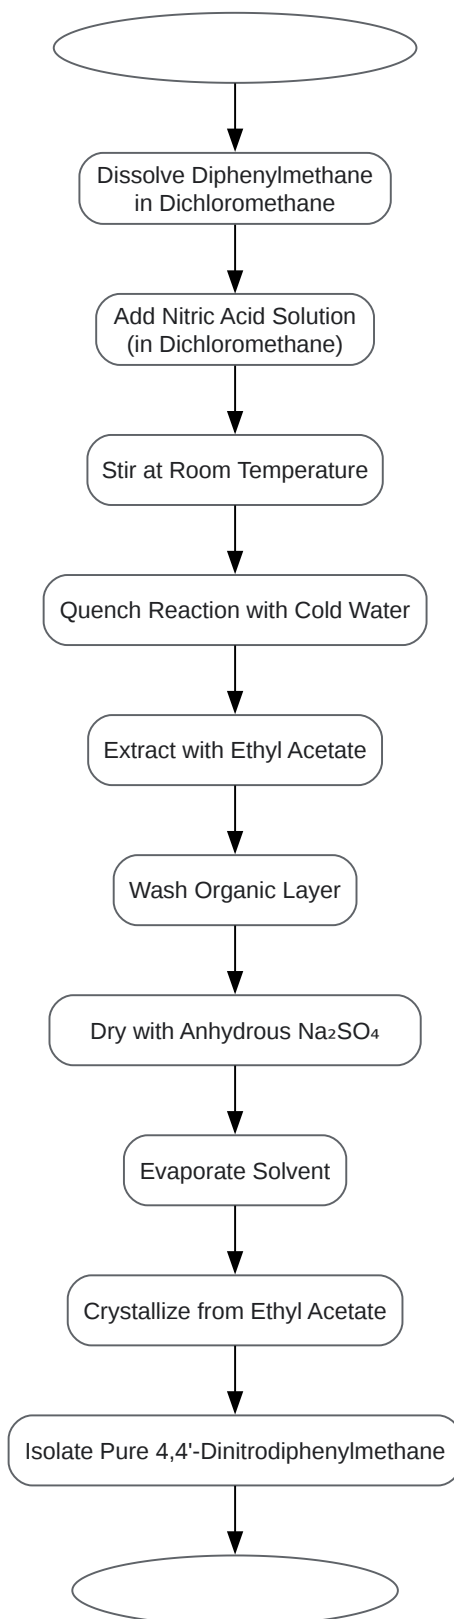 Dissolve Diphenylmethane
in Dichloromethane
Add Nitric Acid Solution
(in Dichloromethane)
Stir at Room Temperature
Quench Reaction with Cold Water
Extract with Ethyl Acetate
Wash Organic Layer
Dry with Anhydrous Na₂SO₄
Evaporate Solvent
Crystallize from Ethyl Acetate
Isolate Pure 4,4'-Dinitrodiphenylmethane